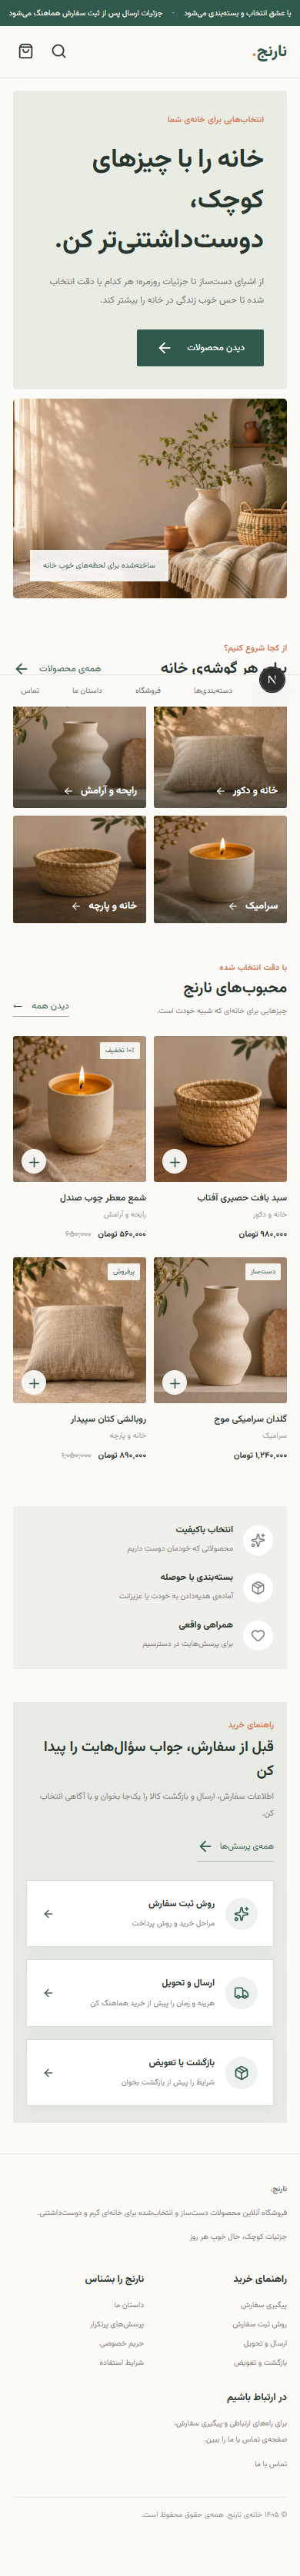 با عشق انتخاب و بسته‌بندی می‌شود · جزئیات ارسال پس از ثبت سفارش هماهنگ می‌شود
نارنج.
انتخاب‌هایی برای خانه‌ی شما
خانه را با چیزهای
کوچک،
دوست‌داشتنی‌تر کن.
از اشیای دست‌ساز تا جزئیات روزمره؛ هر کدام با دقت انتخاب
شده تا حس خوب زندگی در خانه را بیشتر کند.
دیدن محصولات
ساخته‌شده برای لحظه‌های خوب خانه
از کجا شروع کنیم؟
برای هر گوشه‌ی خانه
همه‌ی محصولات
دسته‌بندی‌ها
فروشگاه
داستان ما
تماس
N
خانه و دکور
رایحه و آرامش
سرامیک
خانه و پارچه
با دقت انتخاب شده
محبوب‌های نارنج
چیزهایی برای خانه‌ای که شبیه خودت است.
دیدن همه
۱۰٪ تخفیف
سبد بافت حصیری آفتاب
خانه و دکور
۹۸۰,۰۰۰ تومان
شمع معطر چوب صندل
رایحه و آرامش
۵۶۰,۰۰۰ تومان ۶۵۰,۰۰۰
دست‌ساز
پرفروش
گلدان سرامیکی موج
سرامیک
۱,۲۴۰,۰۰۰ تومان
روبالشی کتان سپیدار
خانه و پارچه
۸۹۰,۰۰۰ تومان ۱,۰۵۰,۰۰۰
انتخاب باکیفیت
محصولاتی که خودمان دوست داریم
بسته‌بندی با حوصله
آماده‌ی هدیه‌دادن به خودت یا عزیزانت
همراهی واقعی
برای پرسش‌هایت در دسترسیم
راهنمای خرید
قبل از سفارش، جواب سؤال‌هایت را پیدا
کن
اطلاعات سفارش، ارسال و بازگشت کالا را یک‌جا بخوان و با آگاهی انتخاب
کن.
همه‌ی پرسش‌ها
روش ثبت سفارش
مراحل خرید و روش پرداخت
ارسال و تحویل
هزینه و زمان را پیش از خرید هماهنگ کن
بازگشت یا تعویض
شرایط را پیش از بازگشت بخوان
نارنج.
فروشگاه آنلاین محصولات دست‌ساز و انتخاب‌شده برای خانه‌ای گرم و دوست‌داشتنی.
جزئیات کوچک، حال خوب هر روز
راهنمای خرید
پیگیری سفارش
روش ثبت سفارش
ارسال و تحویل
بازگشت و تعویض
نارنج را بشناس
داستان ما
پرسش‌های پرتکرار
حریم خصوصی
شرایط استفاده
در ارتباط باشیم
برای راه‌های ارتباطی و پیگیری سفارش،
صفحه‌ی تماس با ما را ببین.
تماس با ما
© ۱۴۰۵ خانه‌ی نارنج. همه‌ی حقوق محفوظ است.